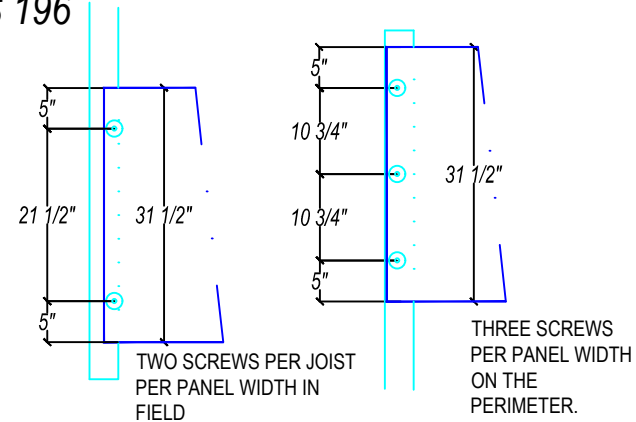 196
5"
21 1/2"
5"
31 1/2"
TWO SCREWS PER JOIST
PER PANEL WIDTH IN
FIELD
5"
10 3/4"
10 3/4"
5"
31 1/2"
THREE SCREWS
PER PANEL WIDTH
ON THE
PERIMETER.